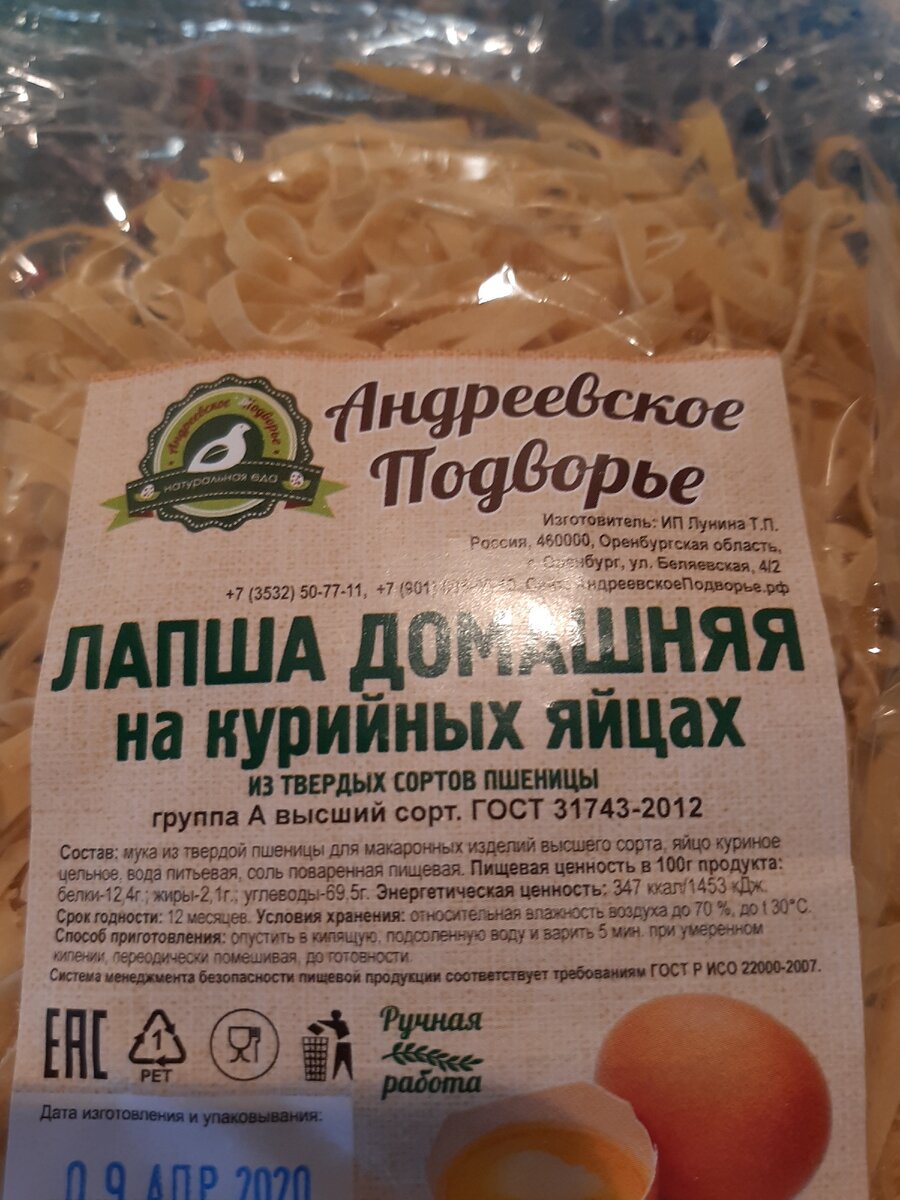 Андреевское Подворье
натуральная еда
Андреевское
Подворье
Изготовитель: ИП Лунина Т.П.
Россия, 460000, Оренбургская область,
г. Оренбург, ул. Беляевская, 4/2
+7 (3532) 50-77-11, +7 (901) АндреевскоеПодворье.рф
ЛАПША ДОМАШНЯЯ
на курийных яйцах
ИЗ ТВЕРДЫХ СОРТОВ ПШЕНИЦЫ
группа А высший сорт. ГОСТ 31743-2012
Состав: мука из твердой пшеницы для макаронных изделий высшего сорта, яйцо куриное
цельное, вода питьевая, соль поваренная пищевая. Пищевая ценность в 100г продукта:
белки-12,4г.; жиры-2,1г.; углеводы-69,5г. Энергетическая ценность: 347 ккал/1453 кДж.
Срок годности: 12 месяцев. Условия хранения: относительная влажность воздуха до 70 %, до t 30°С.
Способ приготовления: опустить в кипящую, подсоленную воду и варить 5 мин. при умеренном
кипении, переодически помешивая, до готовности.
Система менеджмента безопасности пищевой продукции соответствует требованиям ГОСТ Р ИСО 22000-2007.
ЕАС
1
PET
Ручная
работа
Дата изготовления и упаковывания:
09 АПР 2020